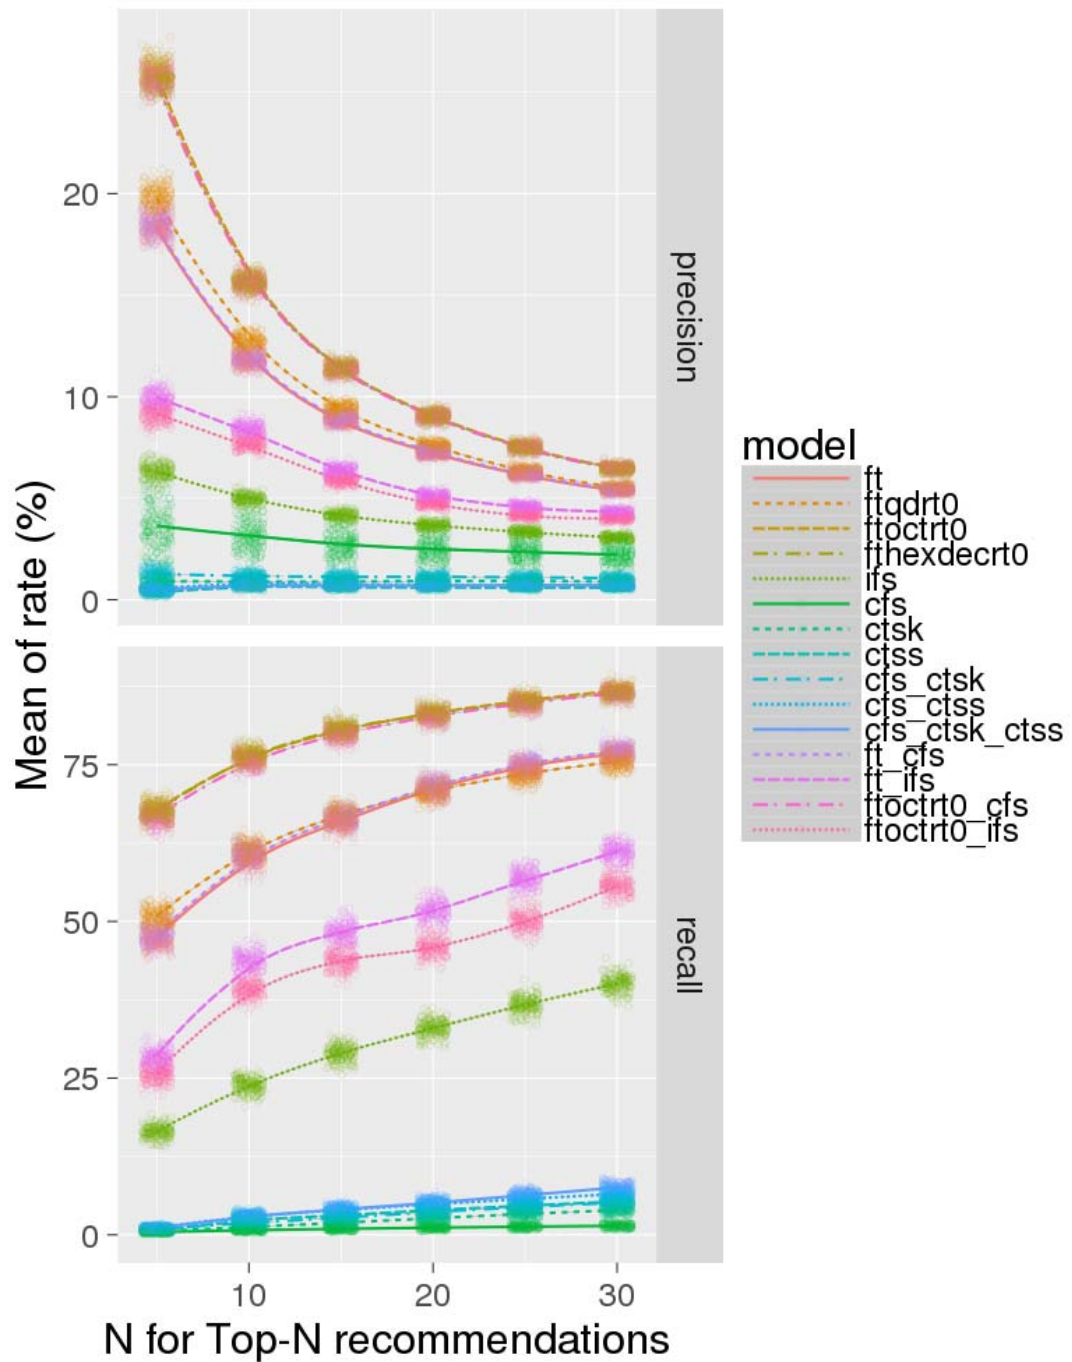 Mean of rate (%)
20
10
0
precision
75
50
25
0
recall
10 20 30
N for Top-N recommendations
model
ft
ftqdrt0
ftoctrt0
fthexdecrt0
ifs
cfs
ctsk
ctss
cfs_ctsk
cfs_ctss
cfs_ctsk_ctss
ft_cfs
ft_ifs
ftoctrt0_cfs
ftoctrt0_ifs